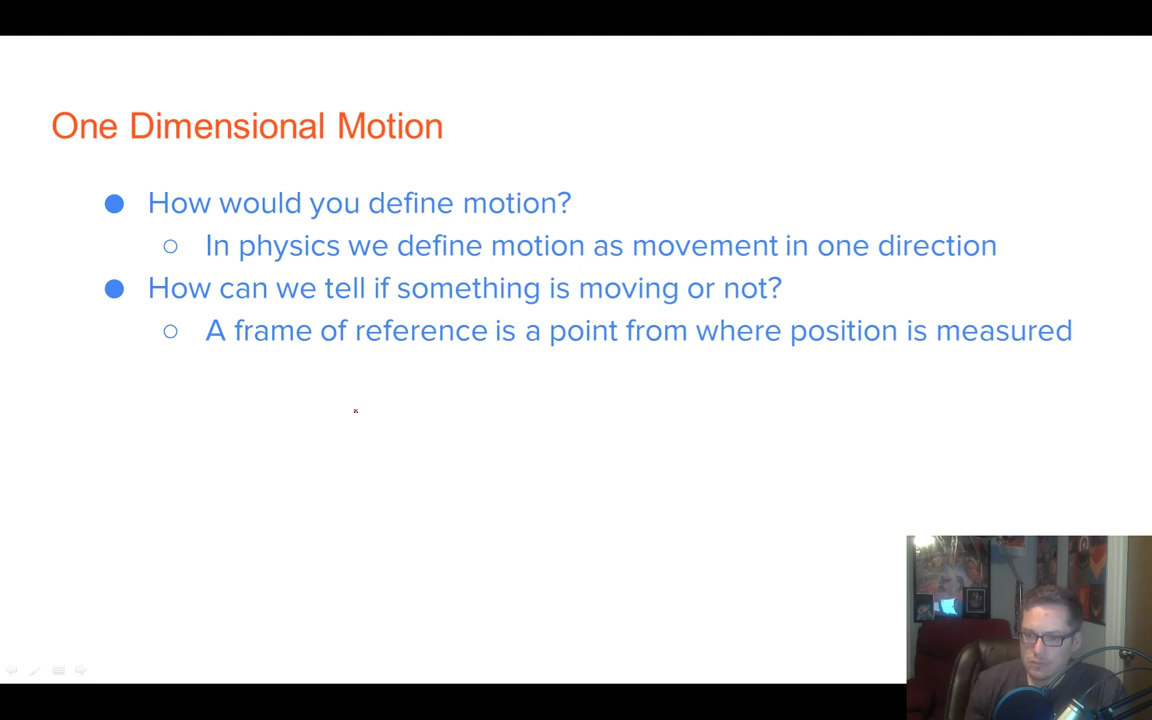 One Dimensional Motion
● How would you define motion?
○ In physics we define motion as movement in one direction
● How can we tell if something is moving or not?
○ A frame of reference is a point from where position is measured